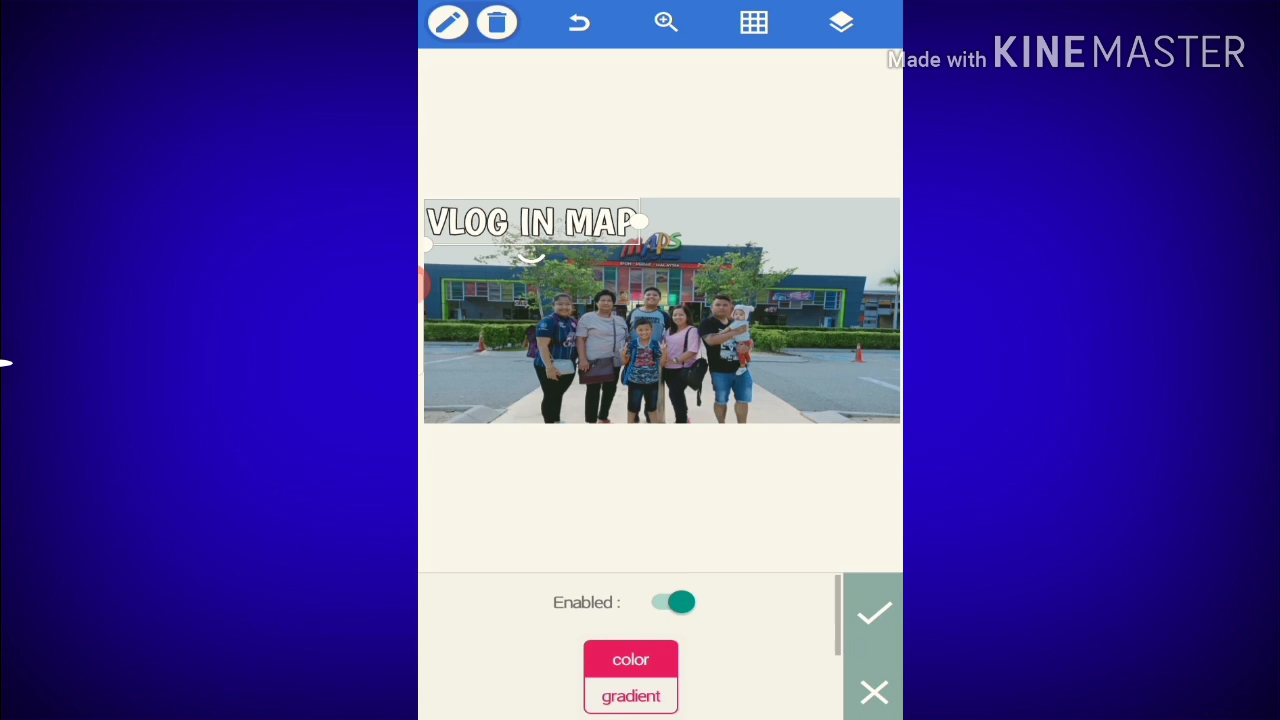 Made with KINEMASTER
VLOG IN MAP
MAPS
Enabled :
color
gradient